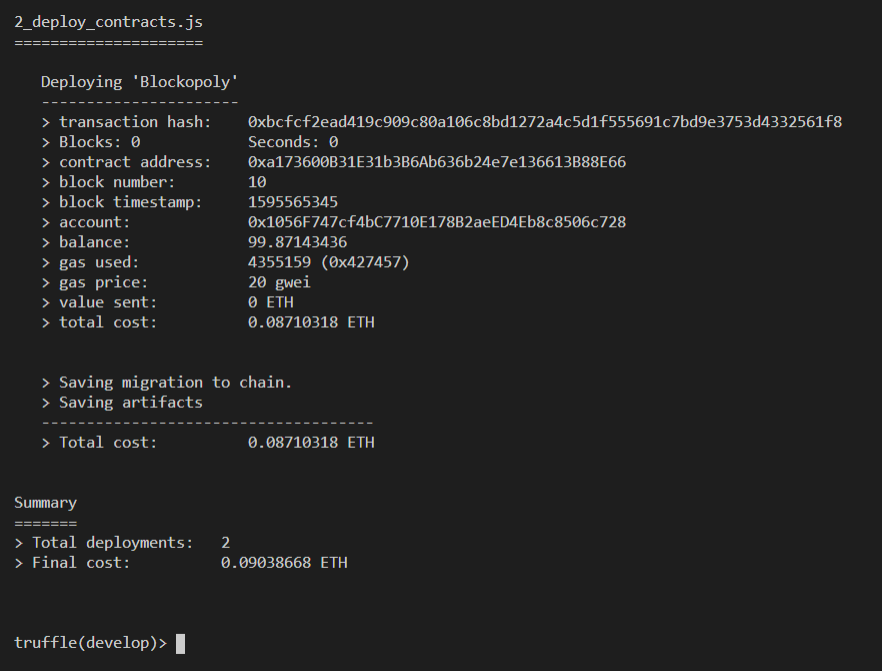 2_deploy_contracts.js
=====================
Deploying 'Blockopoly'
----------------------
> transaction hash: 0xbcfcf2ead419c909c80a106c8bd1272a4c5d1f555691c7bd9e3753d4332561f8
> Blocks: 0 Seconds: 0
> contract address: 0xa173600B31E31b3B6Ab636b24e7e136613B88E66
> block number: 10
> block timestamp: 1595565345
> account: 0x1056F747cf4bC7710E178B2aeED4Eb8c8506c728
> balance: 99.87143436
> gas used: 4355159 (0x427457)
> gas price: 20 gwei
> value sent: 0 ETH
> total cost: 0.08710318 ETH
> Saving migration to chain.
> Saving artifacts
-------------------------------------
> Total cost: 0.08710318 ETH
Summary
=======
> Total deployments: 2
> Final cost: 0.09038668 ETH
truffle(develop)>